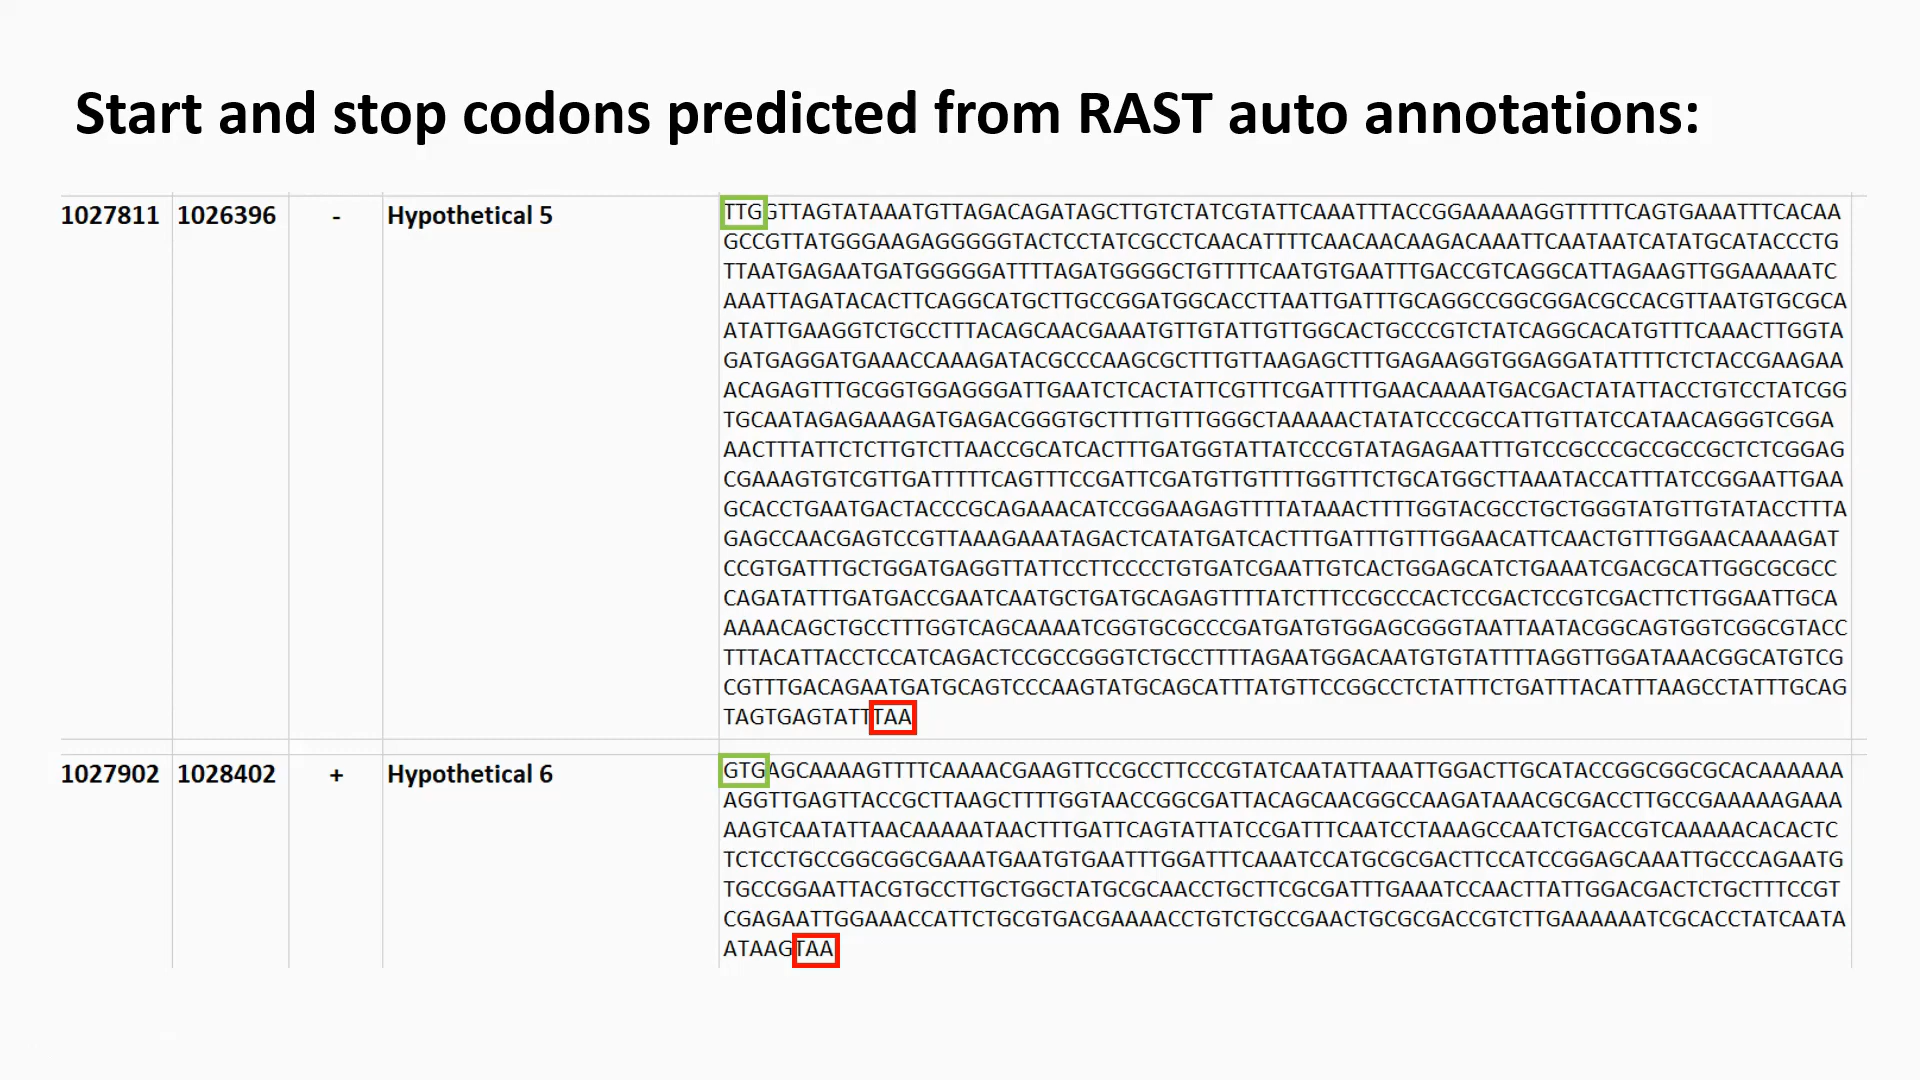 Start and stop codons predicted from RAST auto annotations:
1027811 1026396 - Hypothetical 5 TTGGTTAGTATAAATGTTAGACAGATAGCTTGTCTATCGTATTCAAATTTACCGGAAAAAGGTTTTTCAGTGAAATTTCACAA
GCCGTTATGGGAAGAGGGGGTACTCCTATCGCCTCAACATTTTCAACAACAAGACAAATTCAATAATCATATGCATACCCTG
TTAATGAGAATGATGGGGGATTTTAGATGGGGCTGTTTTCAATGTGAATTTGACCGTCAGGCATTAGAAGTTGGAAAAATC
AAATTAGATACACTTCAGGCATGCTTGCCGGATGGCACCTTAATTGATTTGCAGGCCGGCGGACGCCACGTTAATGTGCGCA
ATATTGAAGGTCTGCCTTTACAGCAACGAAATGTTGTATTGTTGGCACTGCCCGTCTATCAGGCACATGTTTCAAACTTGGTA
GATGAGGATGAAACCAAAGATACGCCCAAGCGCTTTGTTAAGAGCTTTGAGAAGGTGGAGGATATTTTCTCTACCGAAGAA
ACAGAGTTTGCGGTGGAGGGATTGAATCTCACTATTCGTTTCGATTTTGAACAAAATGACGACTATATTACCTGTCCTATCGG
TGCAATAGAGAAAGATGAGACGGGTGCTTTTGTTTGGGCTAAAAACTATATCCCGCCATTGTTATCCATAACAGGGTCGGA
AACTTTATTCTCTTGTCTTAACCGCATCACTTTGATGGTATTATCCCGTATAGAGAATTTGTCCGCCCGCCGCCGCTCTCGGAG
CGAAAGTGTCGTTGATTTTTCAGTTTCCGATTCGATGTTGTTTTGGTTTCTGCATGGCTTAAATACCATTTATCCGGAATTGAA
GCACCTGAATGACTACCCGCAGAAACATCCGGAAGAGTTTTATAAACTTTTGGTACGCCTGCTGGGTATGTTGTATACCTTTA
GAGCCAACGAGTCCGTTAAAGAAATAGACTCATATGATCACTTTGATTTGTTTGGAACATTCAACTGTTTGGAACAAAAGAT
CCGTGATTTGCTGGATGAGGTTATTCCTTCCCCTGTGATCGAATTGTCACTGGAGCATCTGAAATCGACGCATTGGCGCGCC
CAGATATTTGATGACCGAATCAATGCTGATGCAGAGTTTTATCTTTCCGCCCACTCCGACTCCGTCGACTTCTTGGAATTGCA
AAAACAGCTGCCTTTGGTCAGCAAAATCGGTGCGCCCGATGATGTGGAGCGGGTAATTAATACGGCAGTGGTCGGCGTACC
TTTACATTACCTCCATCAGACTCCGCCGGGTCTGCCTTTTAGAATGGACAATGTGTATTTTAGGTTGGATAAACGGCATGTCG
CGTTTGACAGAATGATGCAGTCCCAAGTATGCAGCATTTATGTTCCGGCCTCTATTTCTGATTTACATTTAAGCCTATTTGCAG
TAGTGAGTATTTAA
1027902 1028402 + Hypothetical 6 GTGAGCAAAAGTTTTCAAAACGAAGTTCCGCCTTCCCGTATCAATATTAAATTGGACTTGCATACCGGCGGCGCACAAAAAA
AGGTTGAGTTACCGCTTAAGCTTTTGGTAACCGGCGATTACAGCAACGGCCAAGATAAACGCGACCTTGCCGAAAAAGAAA
AAGTCAATATTAACAAAAATAACTTTGATTCAGTATTATCCGATTTCAATCCTAAAGCCAATCTGACCGTCAAAAACACACTC
TCTCCTGCCGGCGGCGAAATGAATGTGAATTTGGATTTCAAATCCATGCGCGACTTCCATCCGGAGCAAATTGCCCAGAATG
TGCCGGAATTACGTGCCTTGCTGGCTATGCGCAACCTGCTTCGCGATTTGAAATCCAACTTATTGGACGACTCTGCTTTCCGT
CGAGAATTGGAAACCATTCTGCGTGACGAAAACCTGTCTGCCGAACTGCGCGACCGTCTTGAAAAAATCGCACCTATCAATA
ATAAGTAA